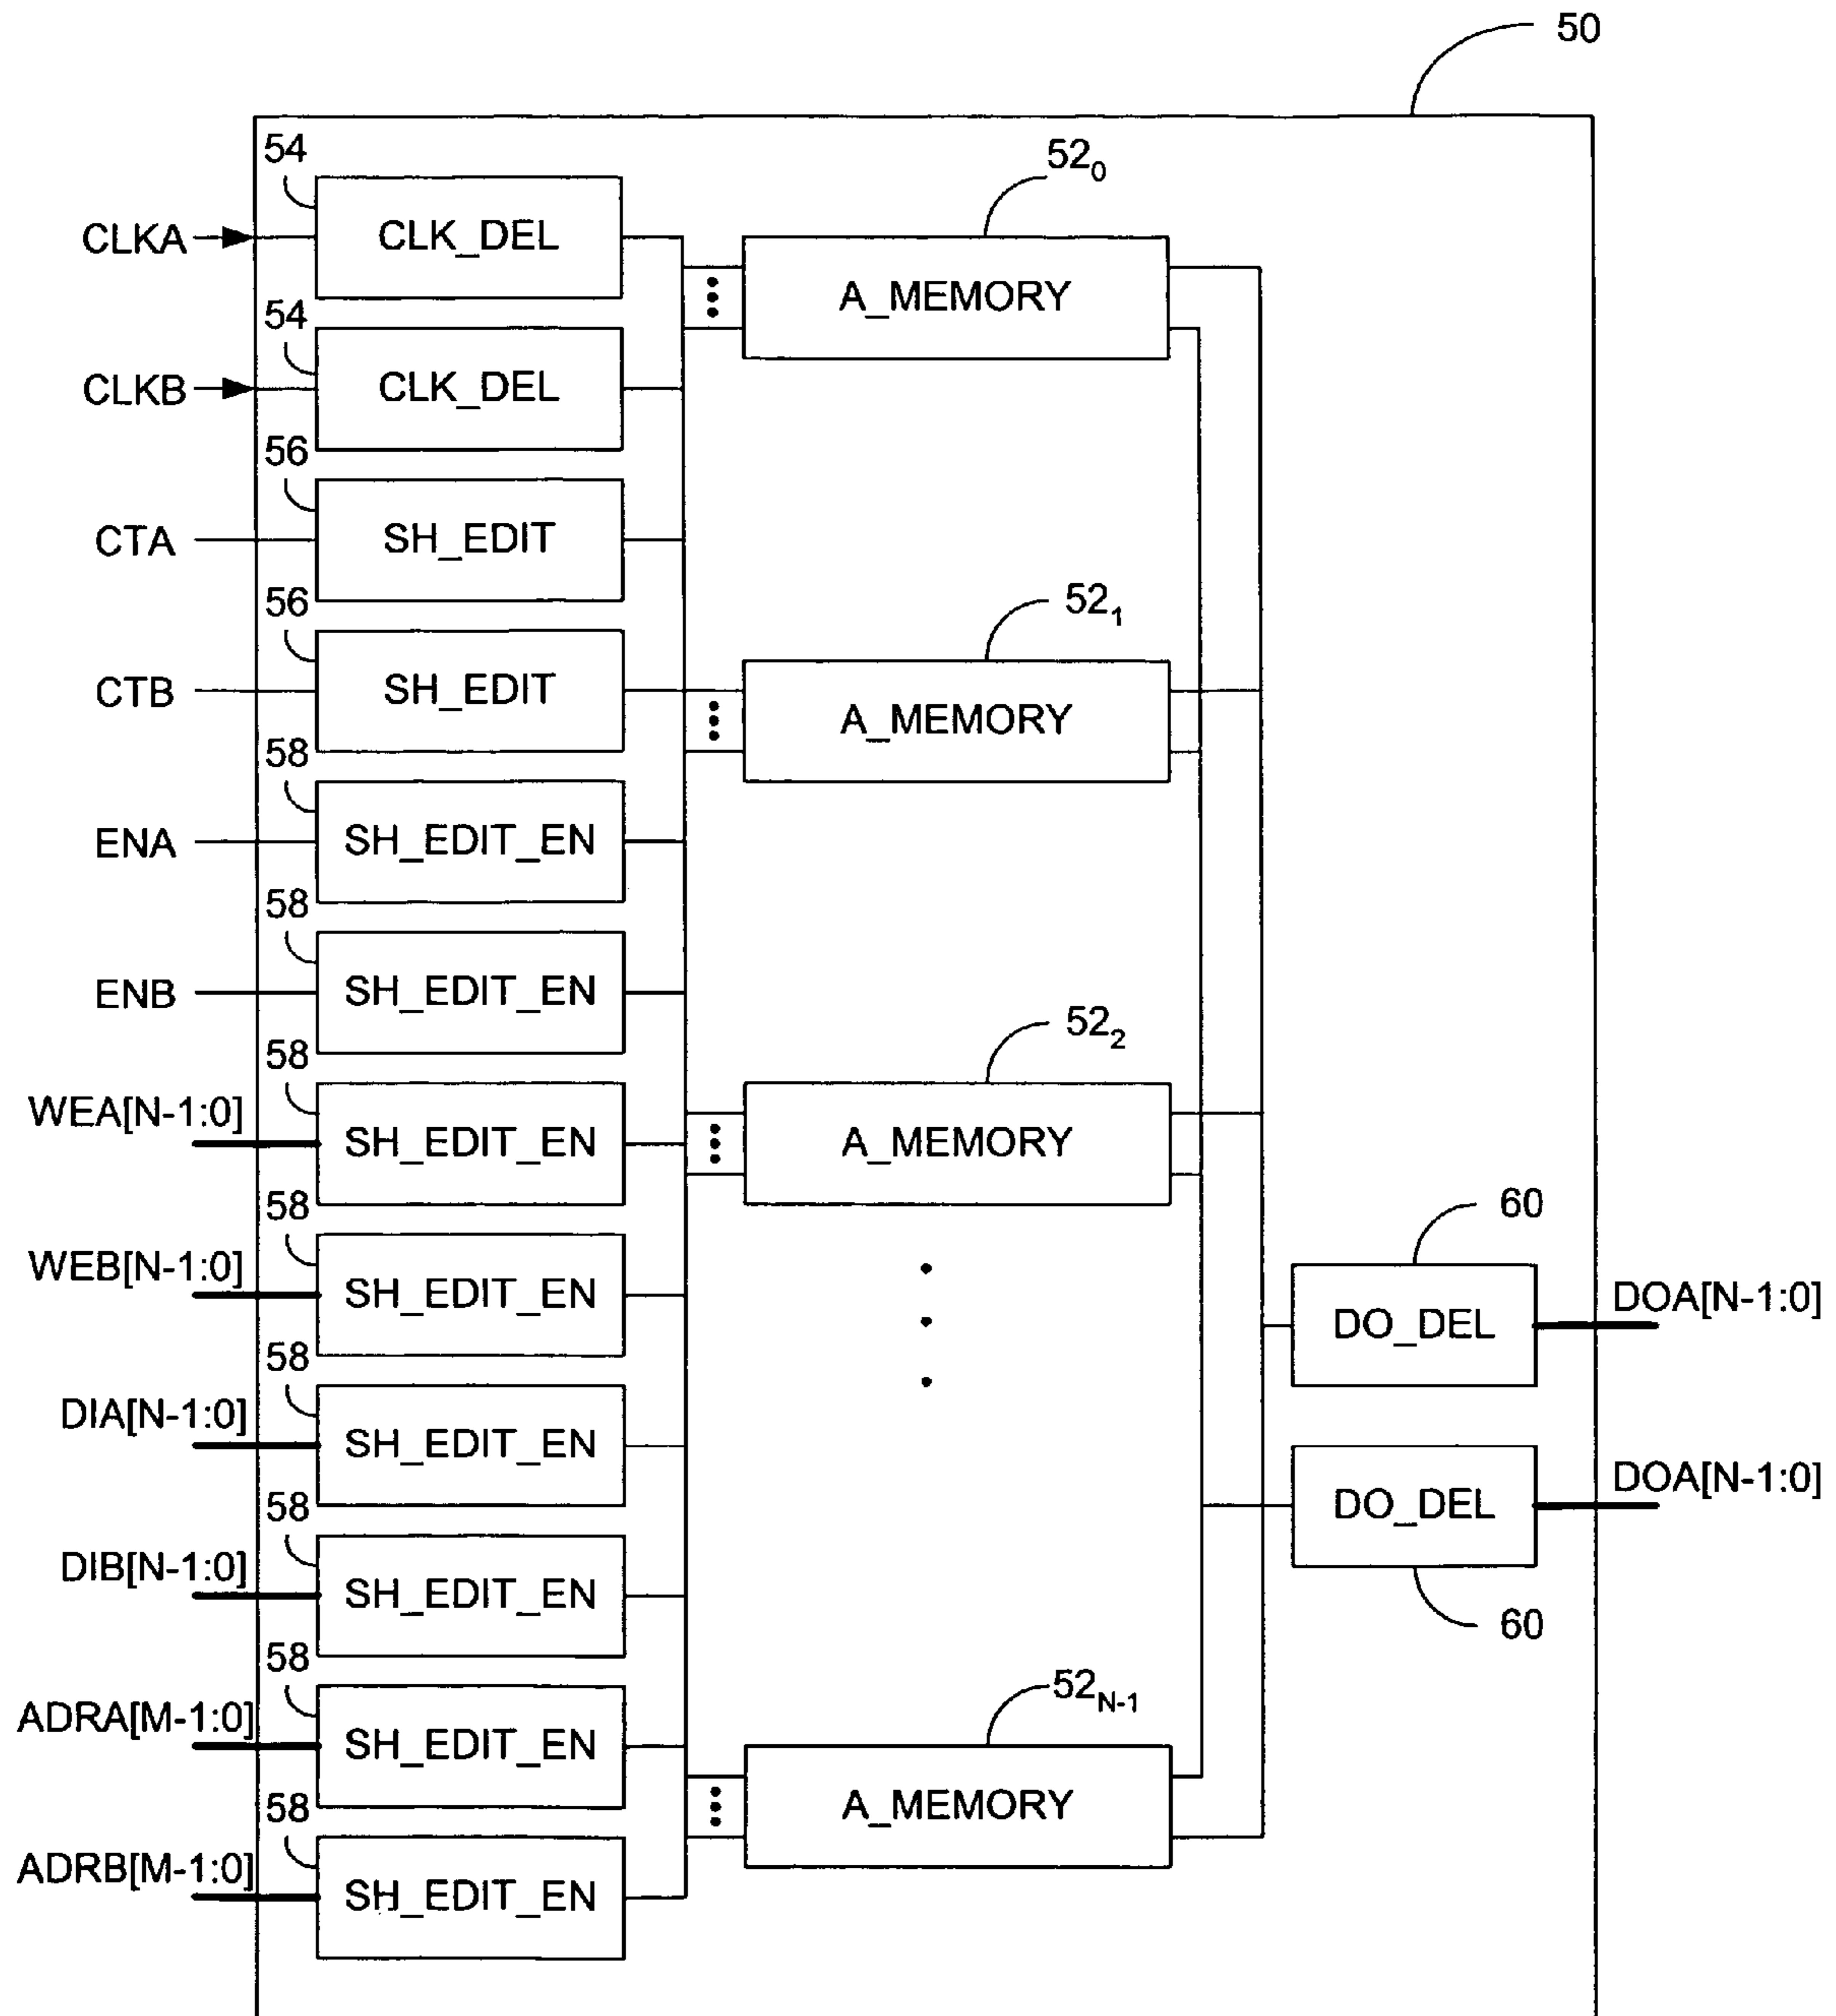 50
54
CLKA
CLK_DEL
52₀
A_MEMORY
54
CLKB
CLK_DEL
56
CTA
SH_EDIT
56
CTB
SH_EDIT
52₁
A_MEMORY
58
ENA
SH_EDIT_EN
58
ENB
SH_EDIT_EN
52₂
A_MEMORY
58
WEA[N-1:0]
SH_EDIT_EN
58
WEB[N-1:0]
SH_EDIT_EN
60
DO_DEL
DOA[N-1:0]
58
DIA[N-1:0]
SH_EDIT_EN
DO_DEL
DOA[N-1:0]
60
58
DIB[N-1:0]
SH_EDIT_EN
58
ADRA[M-1:0]
SH_EDIT_EN
52N-1
A_MEMORY
58
ADRB[M-1:0]
SH_EDIT_EN